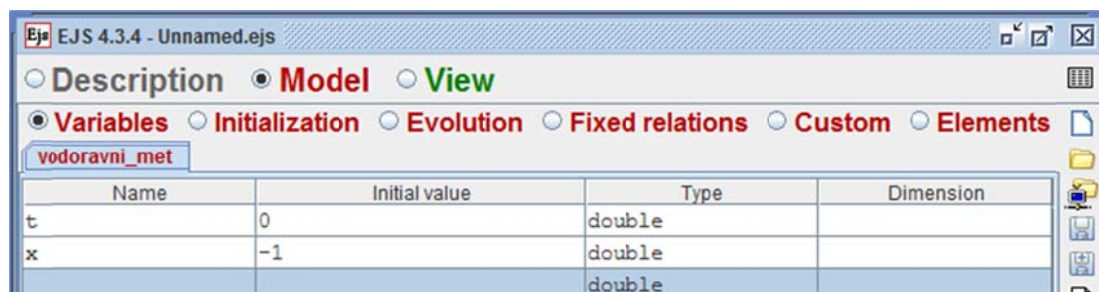 Ejs EJS 4.3.4 - Unnamed.ejs
Description Model View
Variables Initialization Evolution Fixed relations Custom Elements
vodoravni_met
Name Initial value Type Dimension
t 0 double
x -1 double
double